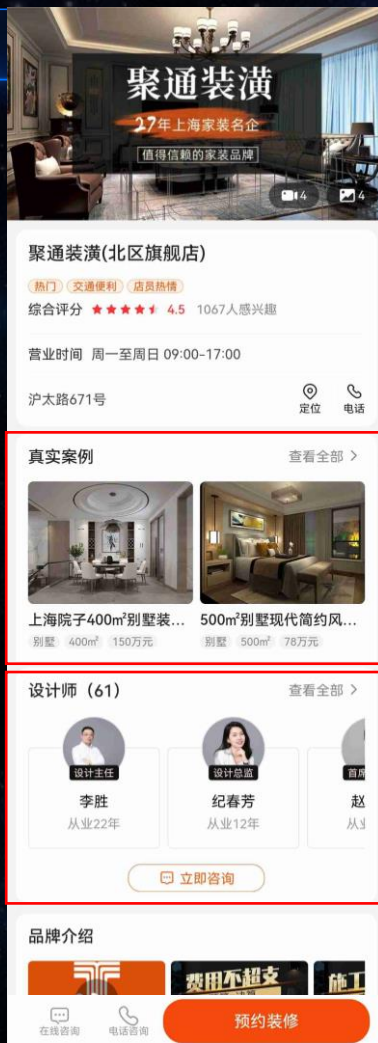 聚通装潢
27年上海家装名企
值得信赖的家装品牌
4 4
聚通装潢(北区旗舰店)
热门 交通便利 店员热情
综合评分 4.5 1067人感兴趣
营业时间 周一至周日 09:00-17:00
沪太路671号
定位 电话
真实案例 查看全部 >
上海院子400㎡别墅装... 500㎡别墅现代简约风...
别墅 400㎡ 150万元 别墅 500㎡ 78万元
设计师（61） 查看全部 >
设计主任 设计总监 首席
李胜 纪春芳 赵
从业22年 从业12年 从业
立即咨询
品牌介绍
费用不超支 施工
在线咨询 电话咨询 预约装修